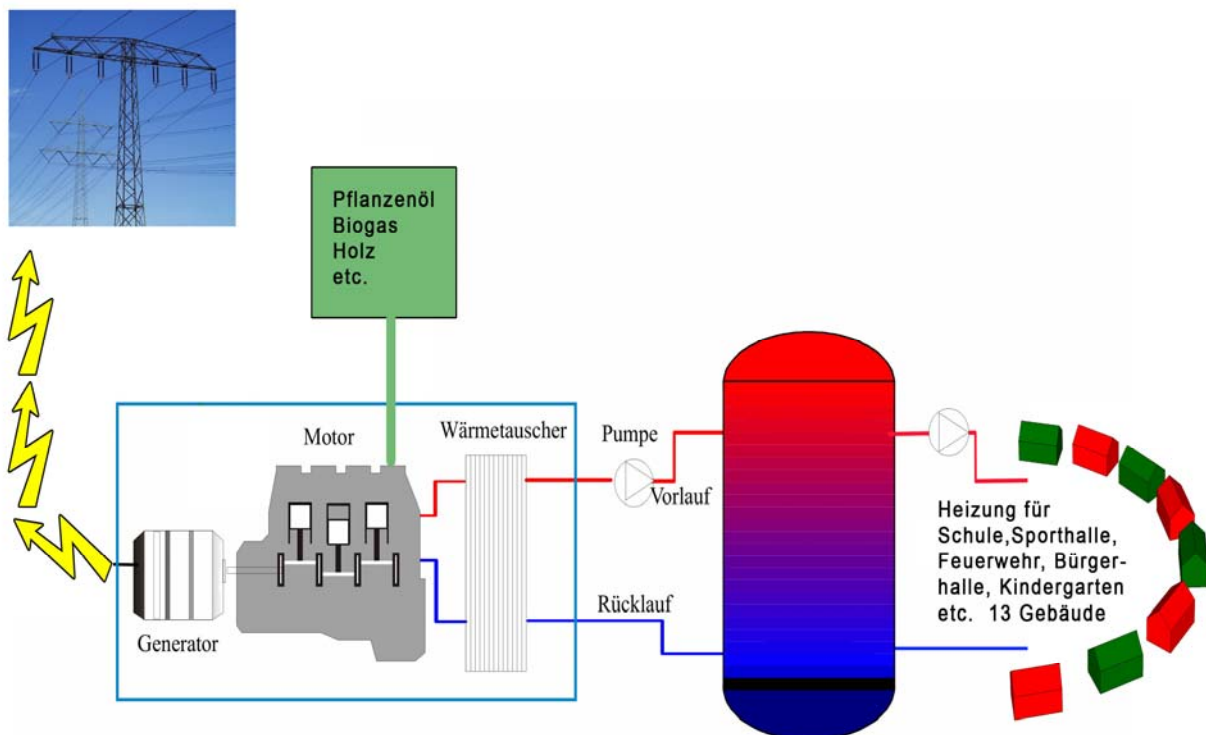 Pflanzenöl
Biogas
Holz
etc.
Motor
Wärmetauscher
Pumpe
Vorlauf
Rücklauf
Generator
Heizung für
Schule,Sporthalle,
Feuerwehr, Bürger-
halle, Kindergarten
etc. 13 Gebäude